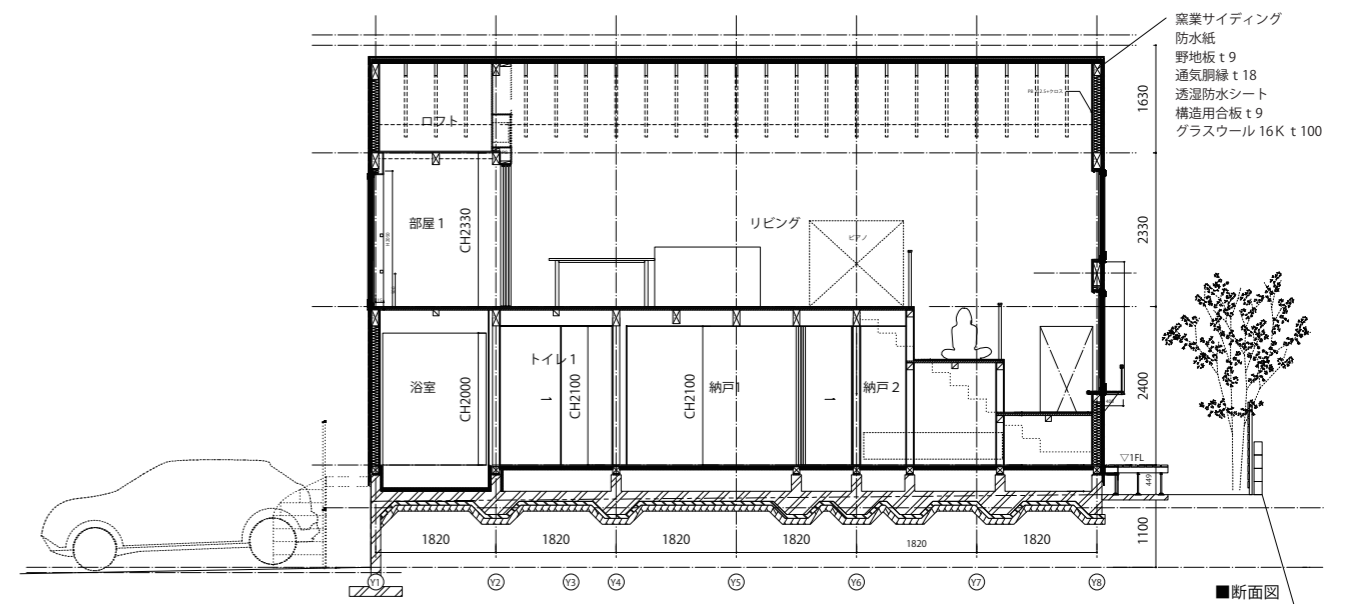 窯業サイディング
防水紙
野地板 t 9
通気胴縁 t 18
透湿防水シート
構造用合板 t 9
グラスウール 16K t 100
1630
ロフト
部屋 1
CH2330
リビング
ピアノ
2330
浴室
CH2000
トイレ 1
CH2100
CH2100
納戸1
納戸 2
2400
▽1FL
449
1100
1820
1820
1820
1820
1820
1820
Y1
Y2
Y3
Y4
Y5
Y6
Y7
Y8
■断面図